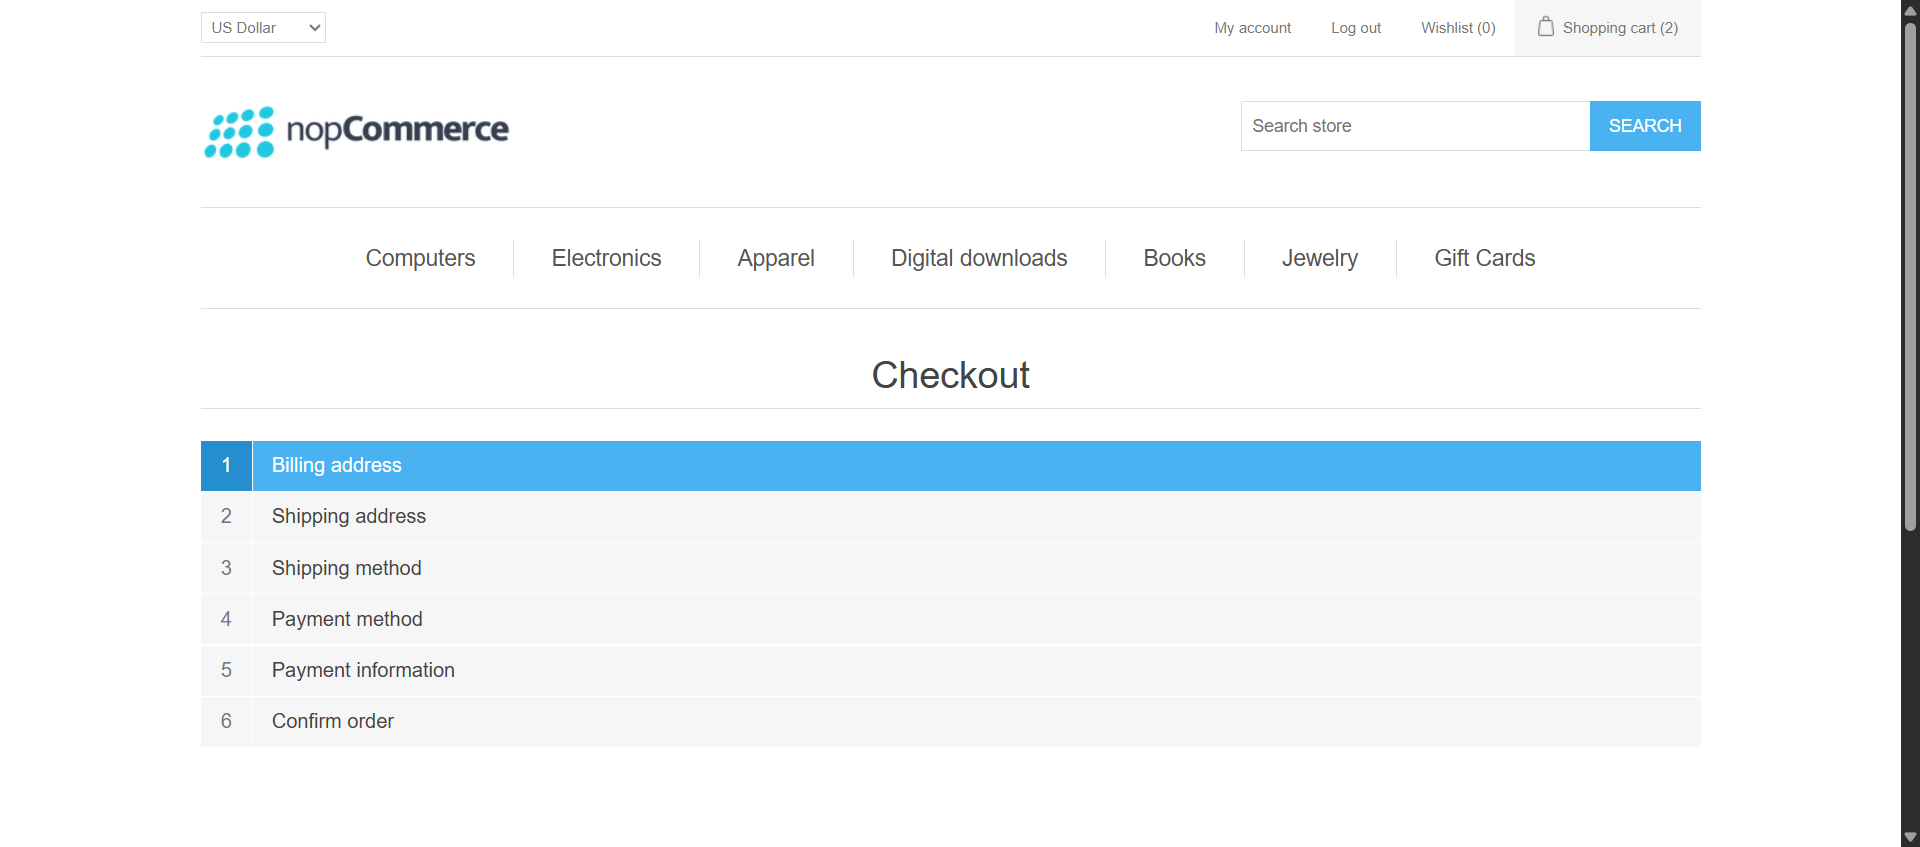 US Dollar
My account
Log out
Wishlist (0)
Shopping cart (2)
nopCommerce
Search store
SEARCH
Computers
Electronics
Apparel
Digital downloads
Books
Jewelry
Gift Cards
Checkout
1 Billing address
2 Shipping address
3 Shipping method
4 Payment method
5 Payment information
6 Confirm order